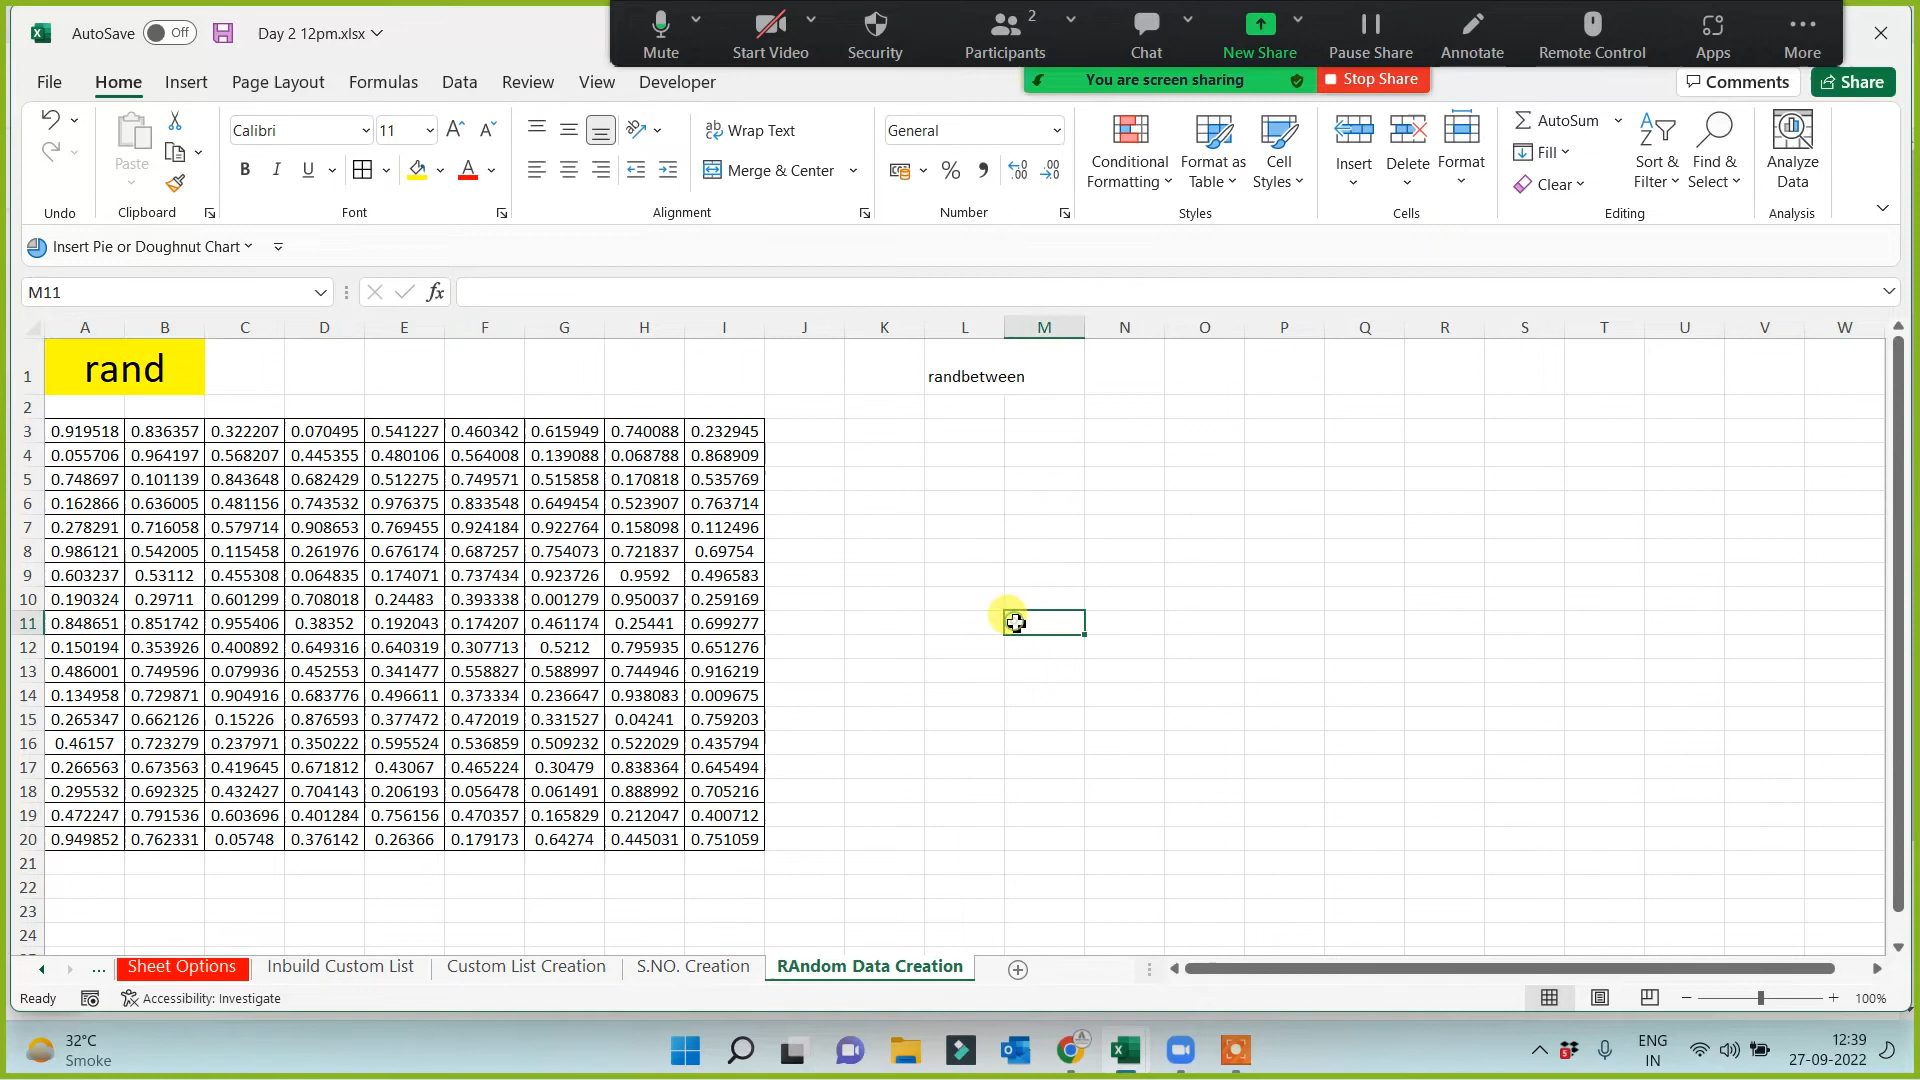 AutoSave Off Day 2 12pm.xlsx
Mute Start Video Security Participants 2 Chat New Share Pause Share Annotate Remote Control Apps More
You are screen sharing Stop Share
File Home Insert Page Layout Formulas Data Review View Developer Comments Share
Paste
Calibri 11
Wrap Text
Merge & Center
General
Conditional Formatting
Format as Table
Cell Styles
Insert Delete Format
AutoSum
Fill
Clear
Sort & Filter
Find & Select
Analyze Data
Undo Clipboard Font Alignment Number Styles Cells Editing Analysis
Insert Pie or Doughnut Chart
M11 fx
A B C D E F G H I J K L M N O P Q R S T U V W
1 rand randbetween
2
3 0.919518 0.836357 0.322207 0.070495 0.541227 0.460342 0.615949 0.740088 0.232945
4 0.055706 0.964197 0.568207 0.445355 0.480106 0.564008 0.139088 0.068788 0.868909
5 0.748697 0.101139 0.843648 0.682429 0.512275 0.749571 0.515858 0.170818 0.535769
6 0.162866 0.636005 0.481156 0.743532 0.976375 0.833548 0.649454 0.523907 0.763714
7 0.278291 0.716058 0.579714 0.908653 0.769455 0.924184 0.922764 0.158098 0.112496
8 0.986121 0.542005 0.115458 0.261976 0.676174 0.687257 0.754073 0.721837 0.69754
9 0.603237 0.53112 0.455308 0.064835 0.174071 0.737434 0.923726 0.9592 0.496583
10 0.190324 0.29711 0.601299 0.708018 0.24483 0.393338 0.001279 0.950037 0.259169
11 0.848651 0.851742 0.955406 0.38352 0.192043 0.174207 0.461174 0.25441 0.699277
12 0.150194 0.353926 0.400892 0.649316 0.640319 0.307713 0.5212 0.795935 0.651276
13 0.486001 0.749596 0.079936 0.452553 0.341477 0.558827 0.588997 0.744946 0.916219
14 0.134958 0.729871 0.904916 0.683776 0.496611 0.373334 0.236647 0.938083 0.009675
15 0.265347 0.662126 0.15226 0.876593 0.377472 0.472019 0.331527 0.04241 0.759203
16 0.46157 0.723279 0.237971 0.350222 0.595524 0.536859 0.509232 0.522029 0.435794
17 0.266563 0.673563 0.419645 0.671812 0.43067 0.465224 0.30479 0.838364 0.645494
18 0.295532 0.692325 0.432427 0.704143 0.206193 0.056478 0.061491 0.888992 0.705216
19 0.472247 0.791536 0.603696 0.401284 0.756156 0.470357 0.165829 0.212047 0.400712
20 0.949852 0.762331 0.05748 0.376142 0.26366 0.179173 0.64274 0.445031 0.751059
21
22
23
24
... Sheet Options Inbuild Custom List Custom List Creation S.NO. Creation RAndom Data Creation
Ready Accessibility: Investigate 100%
32°C
Smoke
ENG
IN
12:39
27-09-2022